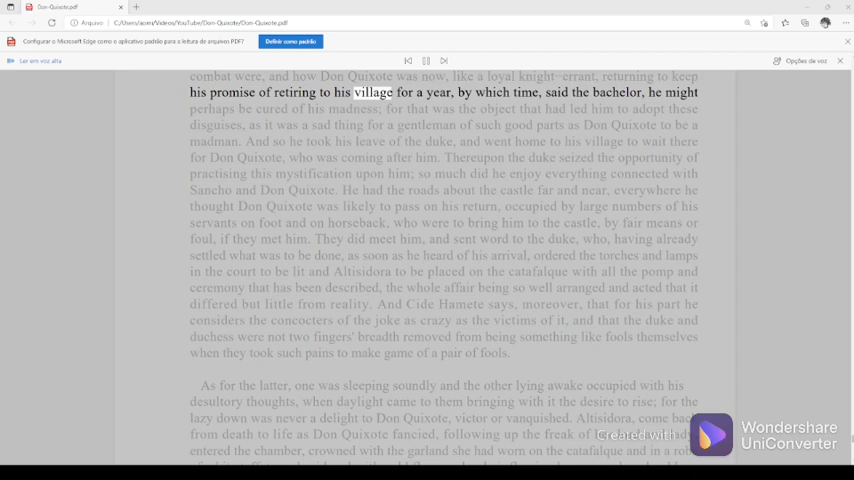 Don-Quixote.pdf
Arquivo C:/Users/aoxm/Videos/YouTube/Don-Quixote/Don-Quixote.pdf
Configurar o Microsoft Edge como o aplicativo padrão para a leitura de arquivos PDF? Definir como padrão
Ler em voz alta Opções de voz
combat were, and how Don Quixote was now, like a loyal knight-errant, returning to keep
his promise of retiring to his village for a year, by which time, said the bachelor, he might
perhaps be cured of his madness; for that was the object that had led him to adopt these
disguises, as it was a sad thing for a gentleman of such good parts as Don Quixote to be a
madman. And so he took his leave of the duke, and went home to his village to wait there
for Don Quixote, who was coming after him. Thereupon the duke seized the opportunity of
practising this mystification upon him; so much did he enjoy everything connected with
Sancho and Don Quixote. He had the roads about the castle far and near, everywhere he
thought Don Quixote was likely to pass on his return, occupied by large numbers of his
servants on foot and on horseback, who were to bring him to the castle, by fair means or
foul, if they met him. They did meet him, and sent word to the duke, who, having already
settled what was to be done, as soon as he heard of his arrival, ordered the torches and lamps
in the court to be lit and Altisidora to be placed on the catafalque with all the pomp and
ceremony that has been described, the whole affair being so well arranged and acted that it
differed but little from reality. And Cide Hamete says, moreover, that for his part he
considers the concocters of the joke as crazy as the victims of it, and that the duke and
duchess were not two fingers' breadth removed from being something like fools themselves
when they took such pains to make game of a pair of fools.
As for the latter, one was sleeping soundly and the other lying awake occupied with his
desultory thoughts, when daylight came to them bringing with it the desire to rise; for the
lazy down was never a delight to Don Quixote, victor or vanquished. Altisidora, come back
from death to life as Don Quixote fancied, following up the freak of
entered the chamber, crowned with the garland she had worn on the catafalque and in a robe
Created with Wondershare
UniConverter